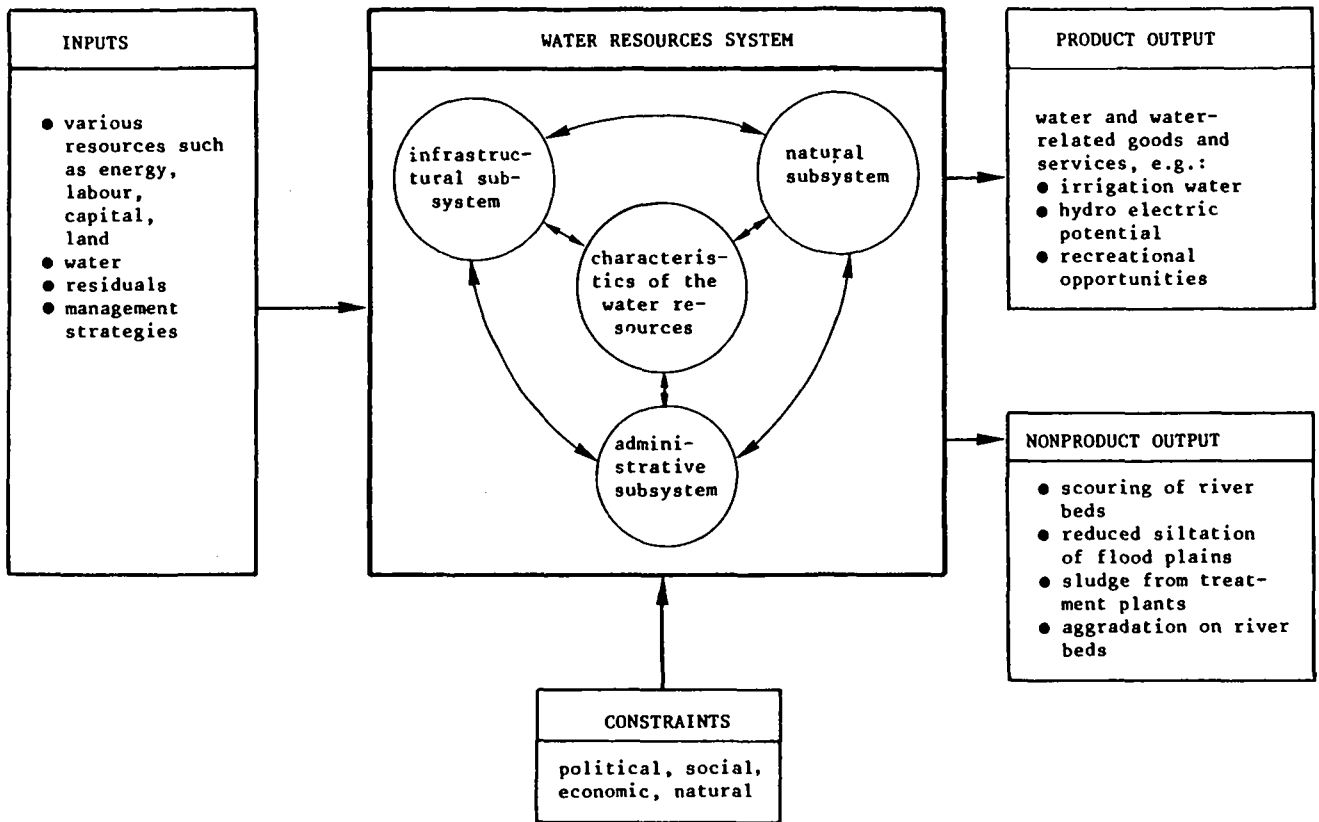 INPUTS
● various
resources such
as energy,
labour,
capital,
land
● water
● residuals
● management
strategies
WATER RESOURCES SYSTEM
infrastruc-
tural sub-
system
natural
subsystem
characteris-
tics of the
water re-
sources
admini-
strative
subsystem
PRODUCT OUTPUT
water and water-
related goods and
services, e.g.:
● irrigation water
● hydro electric
potential
● recreational
opportunities
NONPRODUCT OUTPUT
● scouring of river
beds
● reduced siltation
of flood plains
● sludge from treat-
ment plants
● aggradation on river
beds
CONSTRAINTS
political, social,
economic, natural